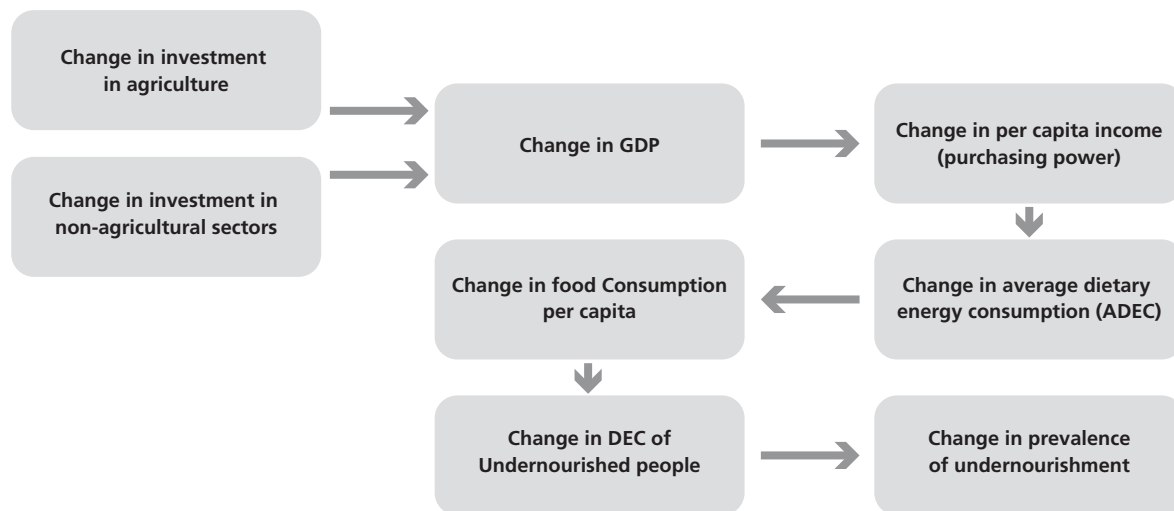 Change in investment
in agriculture
Change in investment in
non-agricultural sectors
Change in GDP
Change in per capita income
(purchasing power)
Change in average dietary
energy consumption (ADEC)
Change in food Consumption
per capita
Change in DEC of
Undernourished people
Change in prevalence
of undernourishment